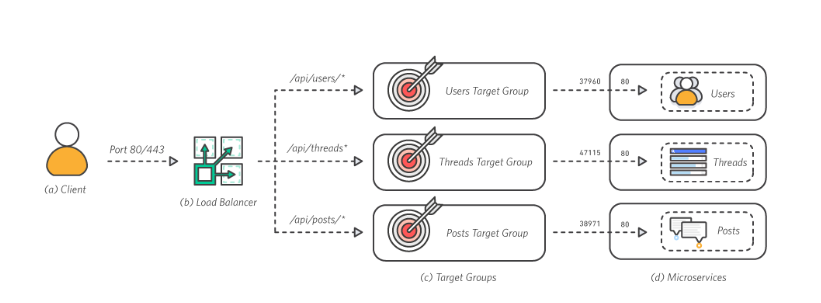 /api/users/*
Users Target Group
37960
80
Users
Port 80/443
/api/threads*
Threads Target Group
47115
80
Threads
(a) Client
(b) Load Balancer
/api/posts/*
Posts Target Group
38971
80
Posts
(c) Target Groups
(d) Microservices